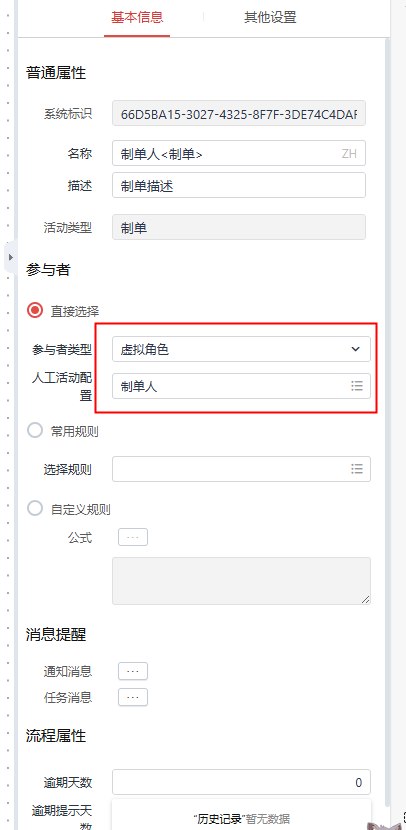 基本信息
其他设置
普通属性
系统标识
66D5BA15-3027-4325-8F7F-3DE74C4DAF
名称
制单人<制单>
ZH
描述
制单描述
活动类型
制单
参与者
直接选择
参与者类型
虚拟角色
人工活动配
置
制单人
常用规则
选择规则
自定义规则
公式
...
消息提醒
通知消息
...
任务消息
...
流程属性
逾期天数
0
逾期提示天
数
"历史记录"暂无数据